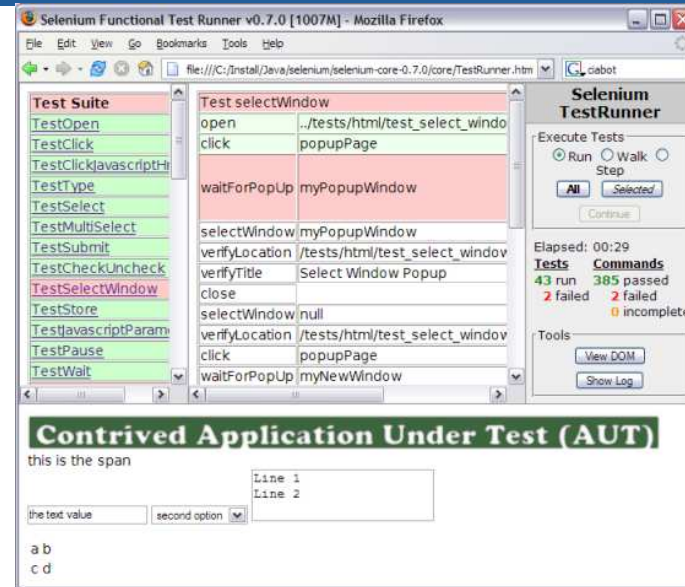 Selenium Functional Test Runner v0.7.0 [1007M] - Mozilla Firefox
File Edit View Go Bookmarks Tools Help
file:///C:/Install/Java/selenium/selenium-core-0.7.0/core/TestRunner.htm
ciabot
Test Suite
TestOpen
TestClick
TestClickJavascriptHr
TestType
TestSelect
TestMultiSelect
TestSubmit
TestCheckUncheck
TestSelectWindow
TestStore
TestJavascriptParam
TestPause
TestWait
Test selectWindow
open ../tests/html/test_select_windo
click popupPage
waitForPopUp myPopupWindow
selectWindow myPopupWindow
verifyLocation /tests/html/test_select_window
verifyTitle Select Window Popup
close
selectWindow null
verifyLocation /tests/html/test_select_window
click popupPage
waitForPopUp myNewWindow
Selenium
TestRunner
Execute Tests
Run Walk
Step
All Selected
Continue
Elapsed: 00:29
Tests Commands
43 run 385 passed
2 failed 2 failed
0 incomplete
Tools
View DOM
Show Log
Contrived Application Under Test (AUT)
this is the span
Line 1
Line 2
the text value second option
a b
c d